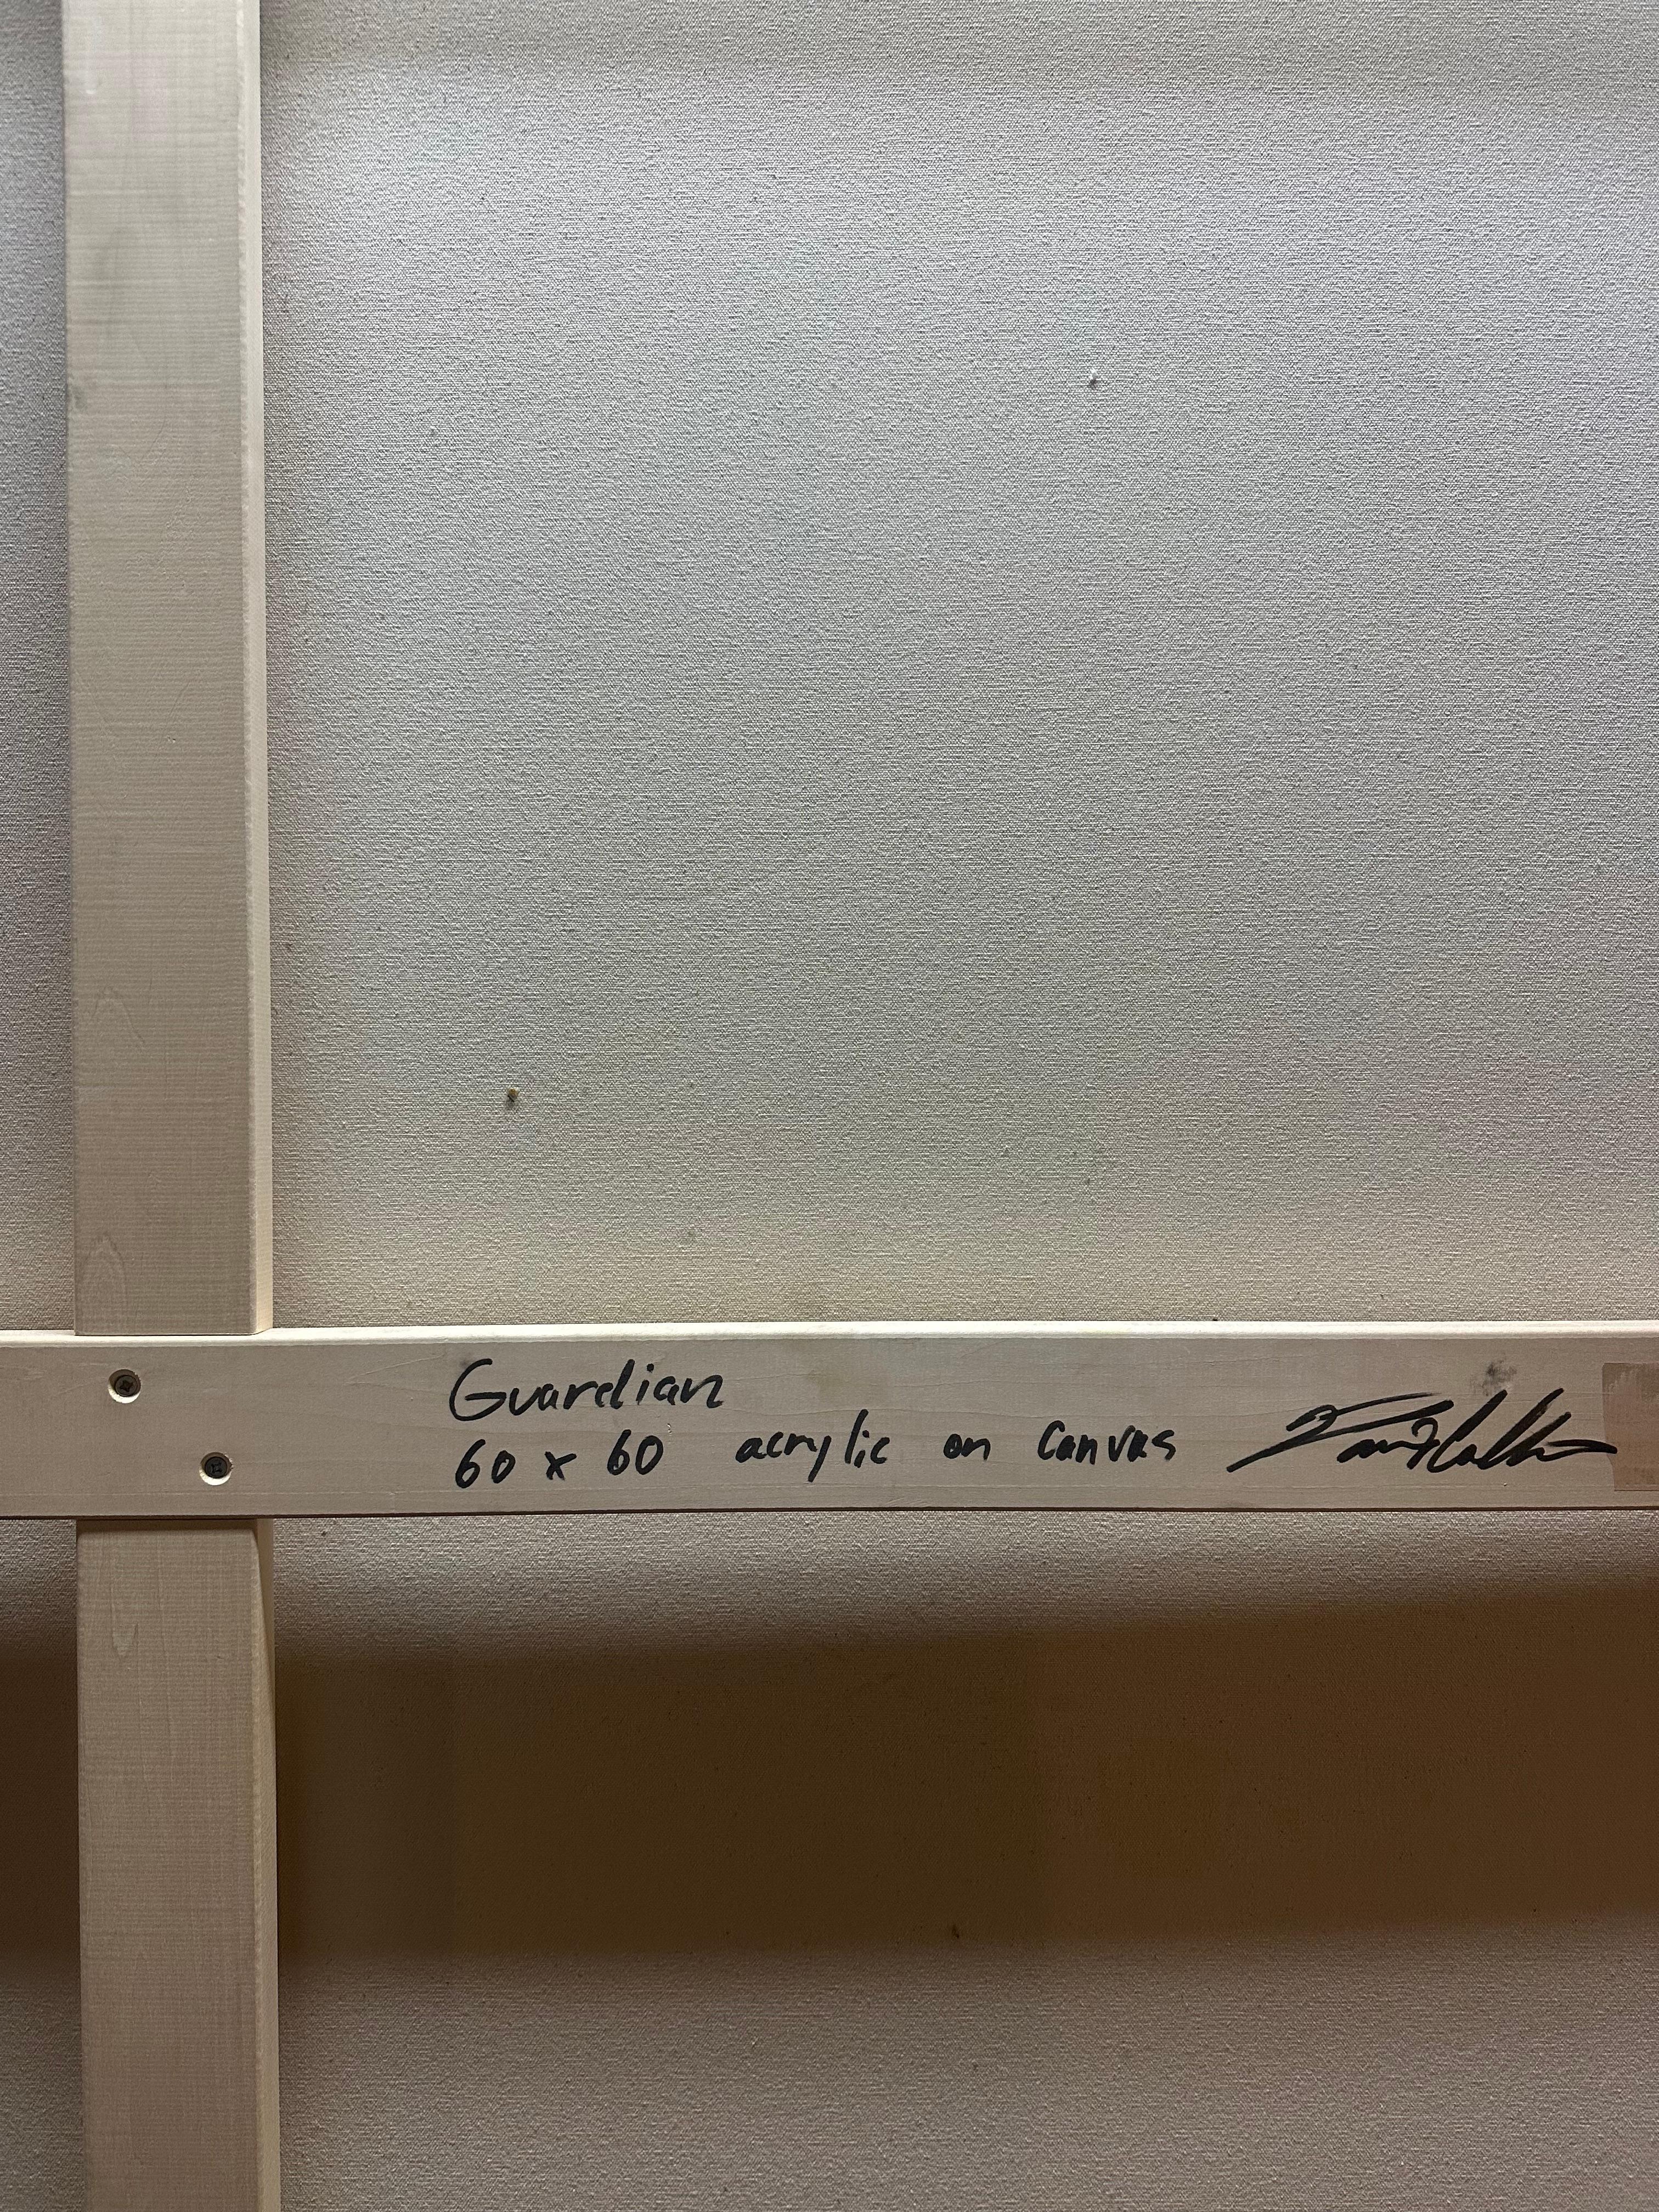 Guardian
60 x 60 acrylic on Canvas